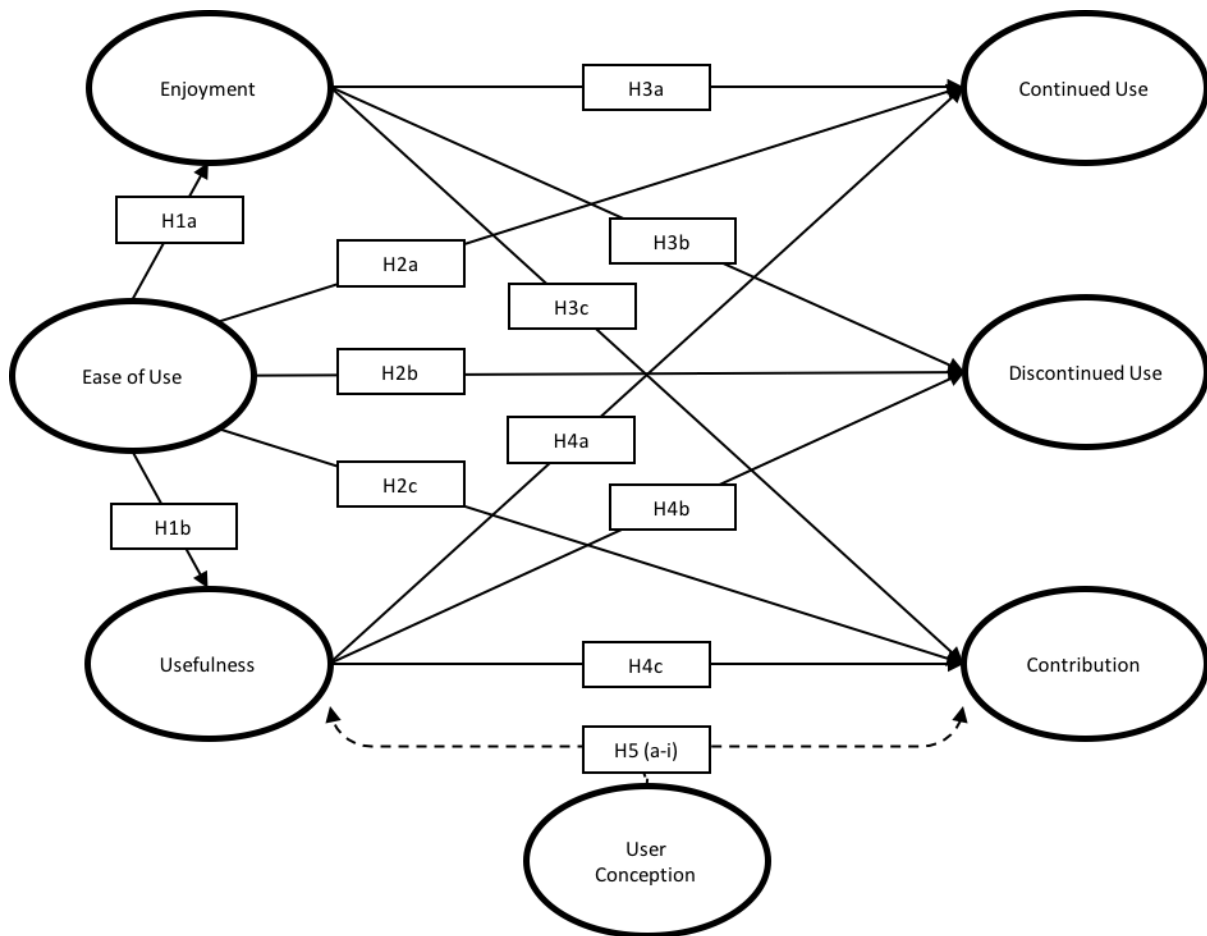 Enjoyment
H3a
Continued Use
H1a
H2a
H3b
H3c
Ease of Use
H2b
Discontinued Use
H4a
H2c
H4b
H1b
Usefulness
H4c
Contribution
H5 (a-i)
User
Conception